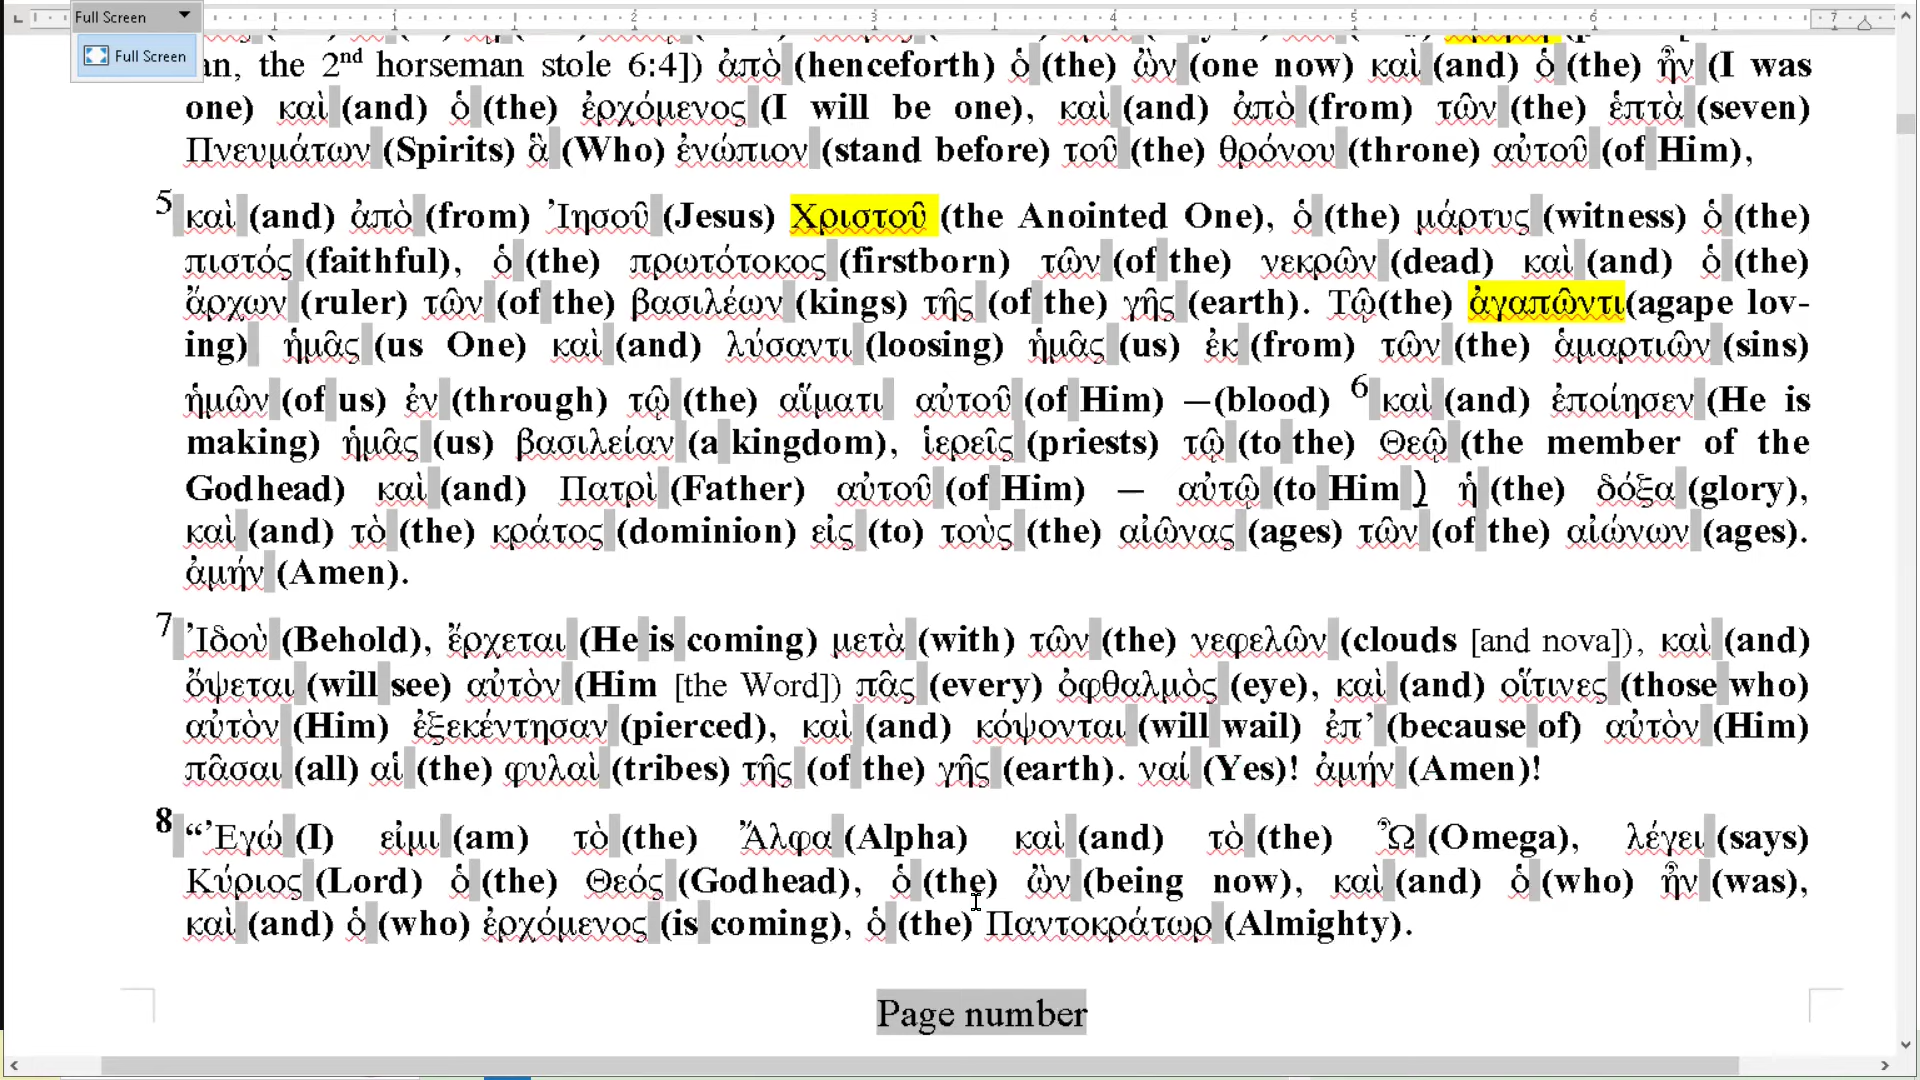 Full Screen
Full Screen
1 2 3 4 5 6 7
an, the 2nd horseman stole 6:4]) ἀπὸ (henceforth) ὁ (the) ὢν (one now) καὶ (and) ὁ (the) ἦν (I was
one) καὶ (and) ὁ (the) ἐρχόμενος (I will be one), καὶ (and) ἀπὸ (from) τῶν (the) ἑπτὰ (seven)
Πνευμάτων (Spirits) ἃ (Who) ἐνώπιον (stand before) τοῦ (the) θρόνου (throne) αὐτοῦ (of Him),
5 καὶ (and) ἀπὸ (from) Ἰησοῦ (Jesus) Χριστοῦ (the Anointed One), ὁ (the) μάρτυς (witness) ὁ (the)
πιστός (faithful), ὁ (the) πρωτότοκος (firstborn) τῶν (of the) νεκρῶν (dead) καὶ (and) ὁ (the)
ἄρχων (ruler) τῶν (of the) βασιλέων (kings) τῆς (of the) γῆς (earth). Τῷ(the) ἀγαπῶντι(agape lov-
ing) ἡμᾶς (us One) καὶ (and) λύσαντι (loosing) ἡμᾶς (us) ἐκ (from) τῶν (the) ἁμαρτιῶν (sins)
ἡμῶν (of us) ἐν (through) τῷ (the) αἵματι αὐτοῦ (of Him) —(blood) 6 καὶ (and) ἐποίησεν (He is
making) ἡμᾶς (us) βασιλείαν (a kingdom), ἱερεῖς (priests) τῷ (to the) Θεῷ (the member of the
Godhead) καὶ (and) Πατρὶ (Father) αὐτοῦ (of Him) — αὐτῷ (to Him ) ἡ (the) δόξα (glory),
καὶ (and) τὸ (the) κράτος (dominion) εἰς (to) τοὺς (the) αἰῶνας (ages) τῶν (of the) αἰώνων (ages).
ἀμήν (Amen).
7 Ἰδοὺ (Behold), ἔρχεται (He is coming) μετὰ (with) τῶν (the) νεφελῶν (clouds [and nova]), καὶ (and)
ὄψεται (will see) αὐτὸν (Him [the Word]) πᾶς (every) ὀφθαλμὸς (eye), καὶ (and) οἵτινες (those who)
αὐτὸν (Him) ἐξεκέντησαν (pierced), καὶ (and) κόψονται (will wail) ἐπ’ (because of) αὐτὸν (Him)
πᾶσαι (all) αἱ (the) φυλαὶ (tribes) τῆς (of the) γῆς (earth). ναί (Yes)! ἀμήν (Amen)!
8 “Ἐγώ (I) εἰμι (am) τὸ (the) Ἄλφα (Alpha) καὶ (and) τὸ (the) Ὦ (Omega), λέγει (says)
Κύριος (Lord) ὁ (the) Θεός (Godhead), ὁ (the) ὢν (being now), καὶ (and) ὁ (who) ἦν (was),
καὶ (and) ὁ (who) ἐρχόμενος (is coming), ὁ (the) Παντοκράτωρ (Almighty).
Page number